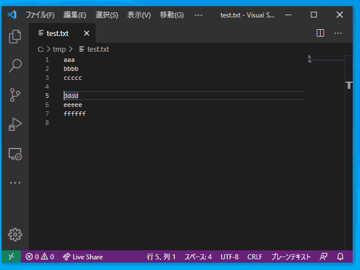 ファイル(F) 編集(E) 選択(S) 表示(V) 移動(G) ··· test.txt - Visual S...
test.txt
C: > tmp > test.txt
1 aaa
2 bbbb
3 ccccc
4
5 dddd
6 eeeee
7 ffffff
8
0 0 Live Share 行 5, 列 1 スペース: 4 UTF-8 CRLF プレーンテキスト